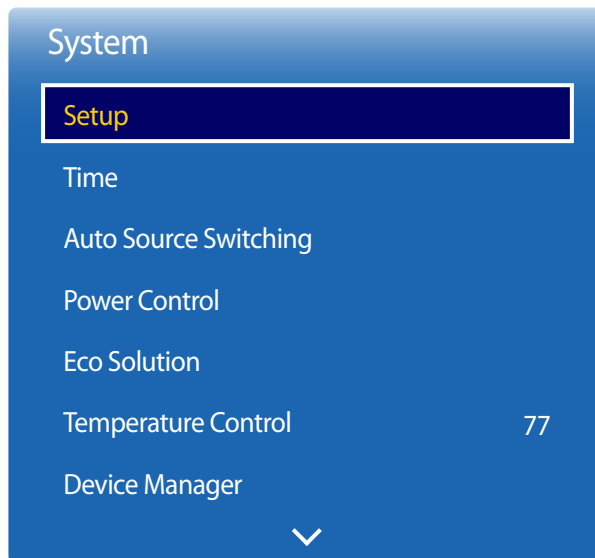 System
Setup
Time
Auto Source Switching
Power Control
Eco Solution
Temperature Control 77
Device Manager